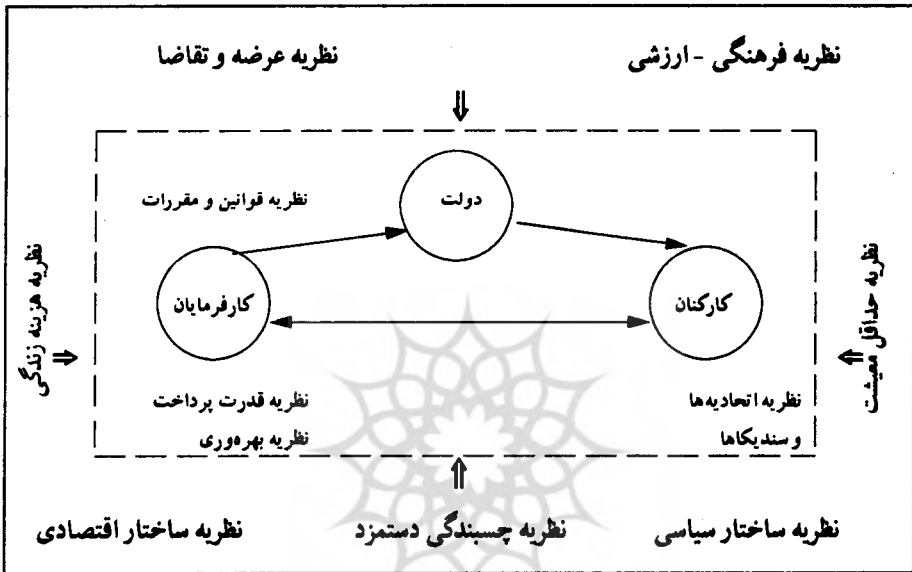 نظریه فرهنگی - ارزشی
نظریه عرضه و تقاضا
دولت
نظریه قوانین و مقررات
کارکنان
کارفرمایان
نظریه حداقل معیشت
نظریه هزینه زندگی
نظریه اتحادیه‌ها
و سندیکاها
نظریه قدرت پرداخت
نظریه بهره‌وری
نظریه ساختار سیاسی
نظریه چسبندگی دستمزد
نظریه ساختار اقتصادی